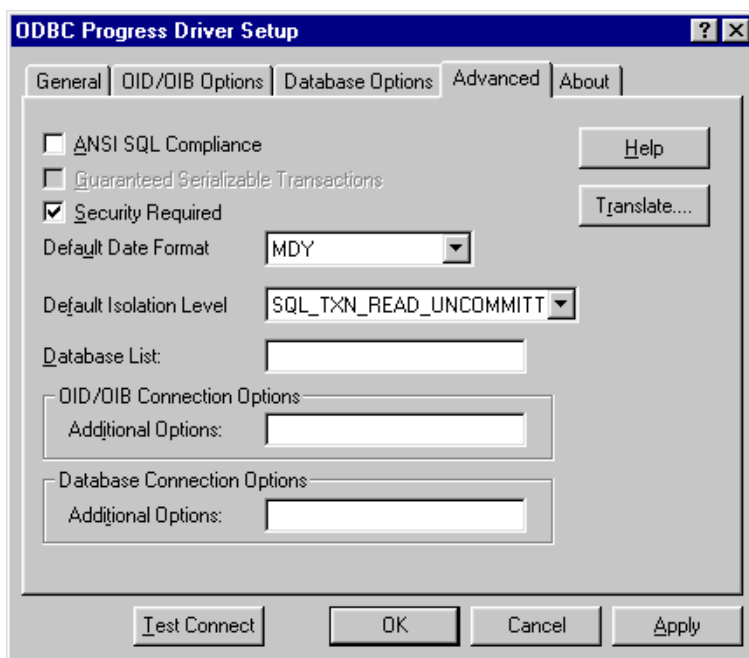 ODBC Progress Driver Setup
General OID/OIB Options Database Options Advanced About
ANSI SQL Compliance
Help
Guaranteed Serializable Transactions
Security Required
Translate....
Default Date Format MDY
Default Isolation Level SQL_TXN_READ_UNCOMMITT
Database List:
OID/OIB Connection Options
Additional Options:
Database Connection Options
Additional Options:
Test Connect OK Cancel Apply